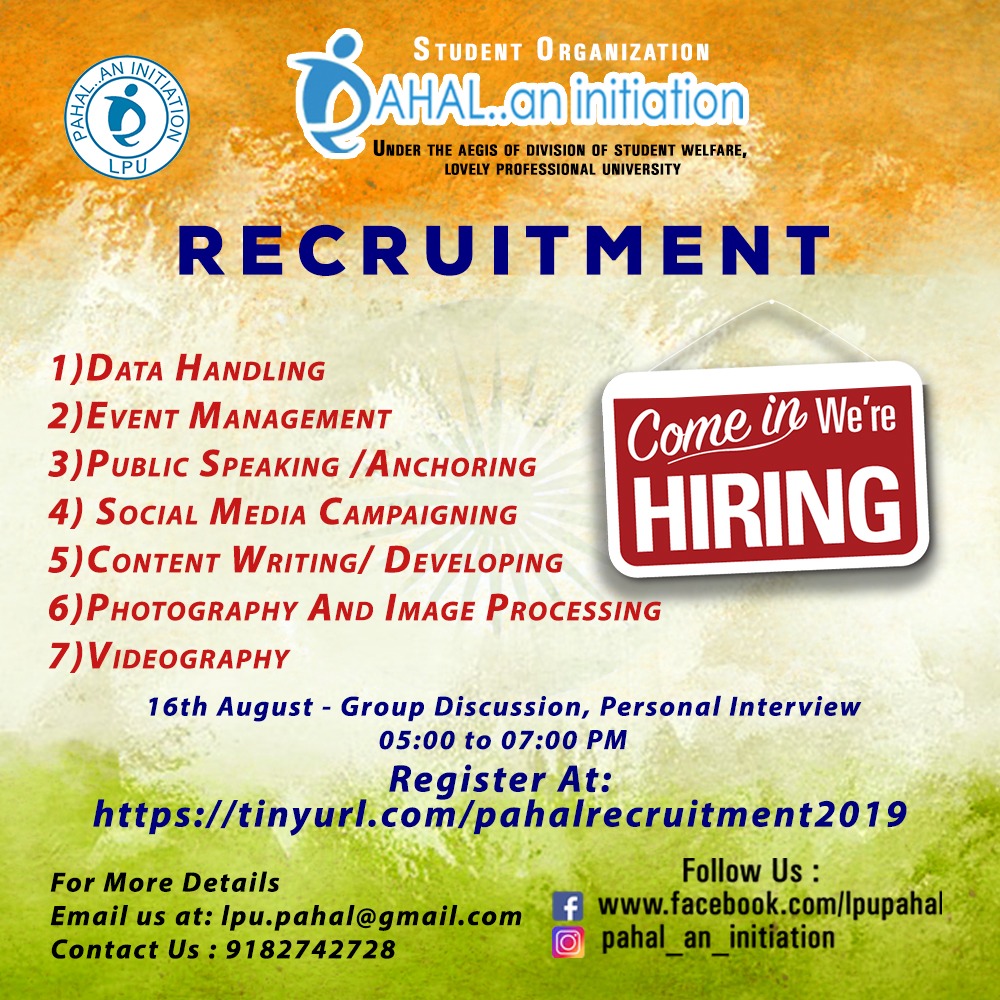 PAHAL..AN INITIATION
LPU
STUDENT ORGANIZATION
PAHAL..an initiation
UNDER THE AEGIS OF DIVISION OF STUDENT WELFARE,
LOVELY PROFESSIONAL UNIVERSITY
RECRUITMENT
1)DATA HANDLING
2)EVENT MANAGEMENT
3)PUBLIC SPEAKING /ANCHORING
4) SOCIAL MEDIA CAMPAIGNING
5)CONTENT WRITING/ DEVELOPING
6)PHOTOGRAPHY AND IMAGE PROCESSING
7)VIDEOGRAPHY
Come in We're
HIRING
16th August - Group Discussion, Personal Interview
05:00 to 07:00 PM
Register At:
https://tinyurl.com/pahalrecruitment2019
For More Details
Email us at: lpu.pahal@gmail.com
Contact Us : 9182742728
Follow Us :
www.facebook.com/lpupahal
pahal_an_initiation